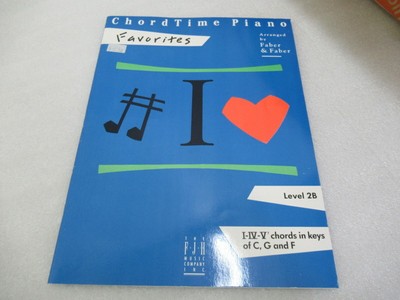 ChordTime Piano
Favorites
Arranged
by
Faber
& Faber
I
Level 2B
I-IV-V⁷ chords in keys
of C, G and F
THE
FJH
MUSIC
COMPANY
INC.